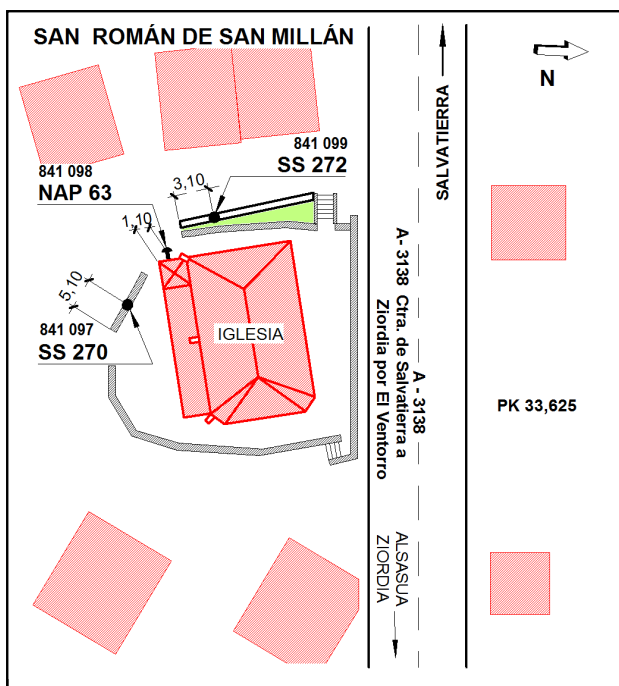 SAN ROMÁN DE SAN MILLÁN
N
SALVATIERRA
841 099
SS 272
841 098
NAP 63
3,10
1,10
5,10
841 097
SS 270
IGLESIA
A - 3138
A- 3138 Ctra. de Salvatierra a
Ziordia por El Ventorro
PK 33,625
ALSASUA
ZIORDIA